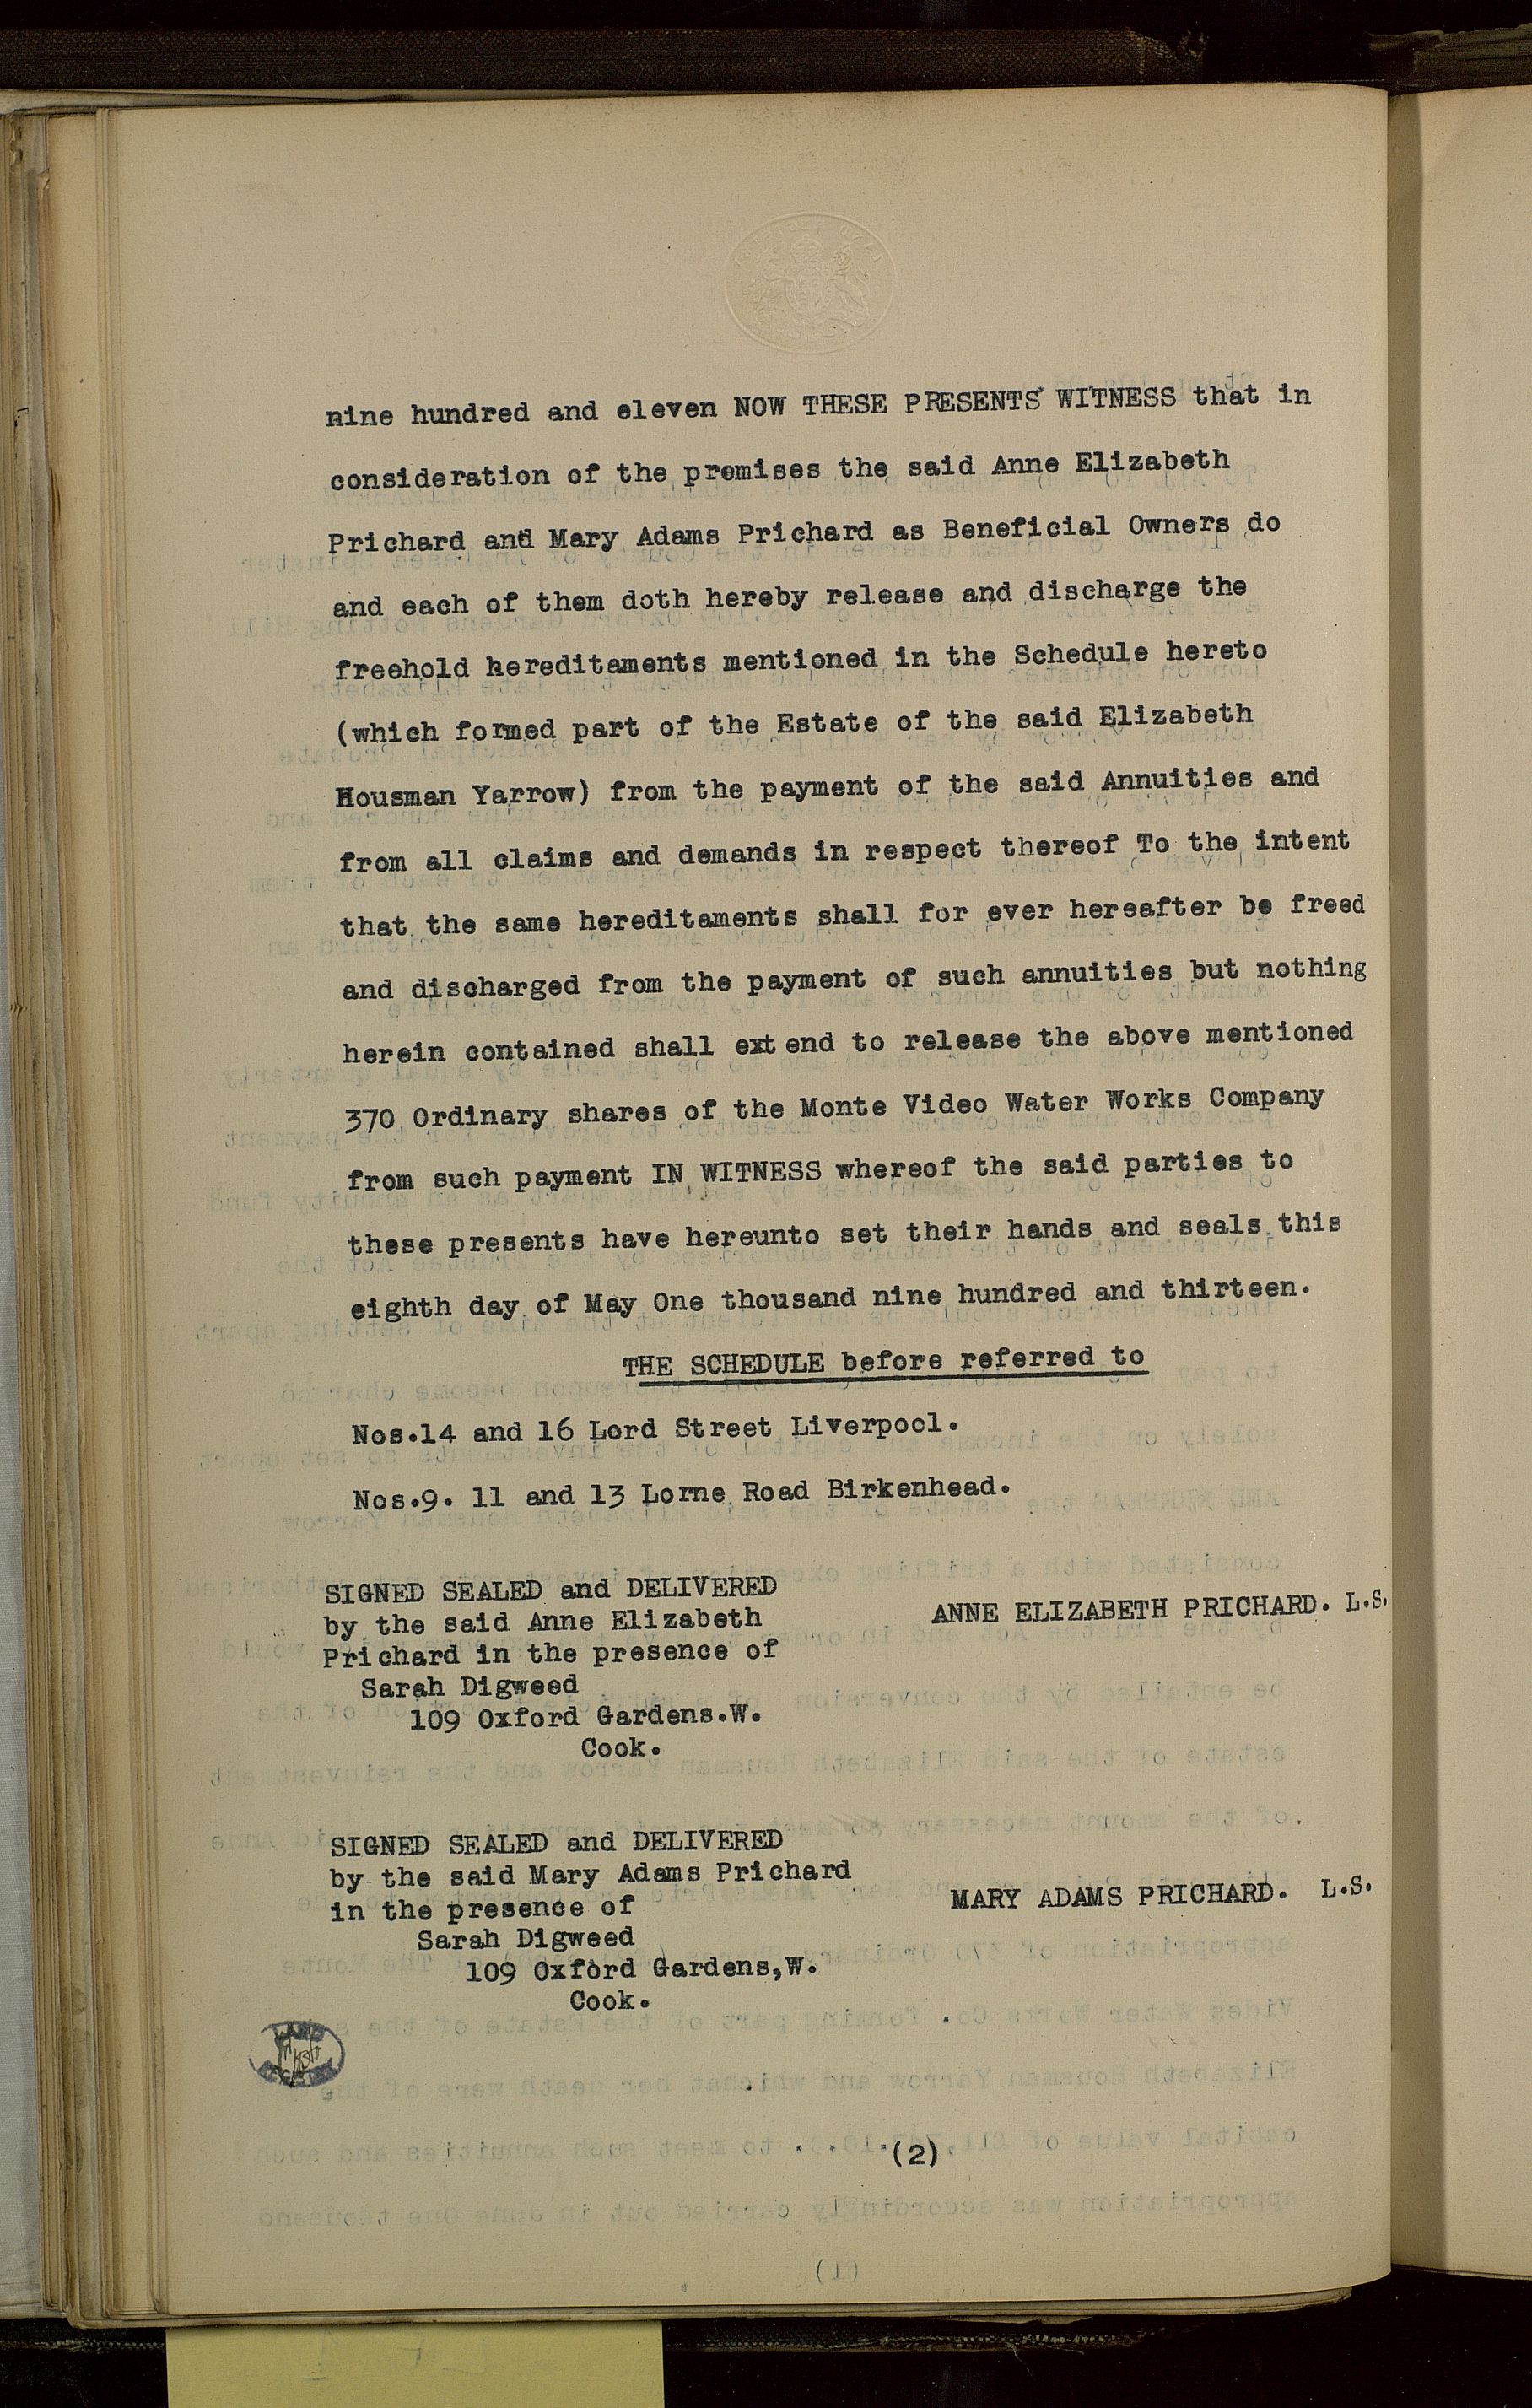 nine hundred and eleven NOW THESE PRESENTS WITNESS that in
consideration of the premises the said Anne Elizabeth
Prichard and Mary Adams Prichard as Beneficial Owners do
and each of them doth hereby release and discharge the
freehold hereditaments mentioned in the Schedule hereto
(which formed part of the Estate of the said Elizabeth
Housman Yarrow) from the payment of the said Annuities and
from all claims and demands in respect thereof To the intent
that the same hereditaments shall for ever hereafter be freed
and discharged from the payment of such annuities but nothing
herein contained shall extend to release the above mentioned
370 Ordinary shares of the Monte Video Water Works Company
from such payment IN WITNESS whereof the said parties to
these presents have hereunto set their hands and seals this
eighth day of May One thousand nine hundred and thirteen.
THE SCHEDULE before referred to
Nos.14 and 16 Lord Street Liverpool.
Nos.9. 11 and 13 Lorne Road Birkenhead.
SIGNED SEALED and DELIVERED
by the said Anne Elizabeth
Prichard in the presence of
Sarah Digweed
109 Oxford Gardens.W.
Cook.
ANNE ELIZABETH PRICHARD. L.S.
SIGNED SEALED and DELIVERED
by the said Mary Adams Prichard
in the presence of
Sarah Digweed
109 Oxford Gardens,W.
Cook.
MARY ADAMS PRICHARD. L.S.
(2)